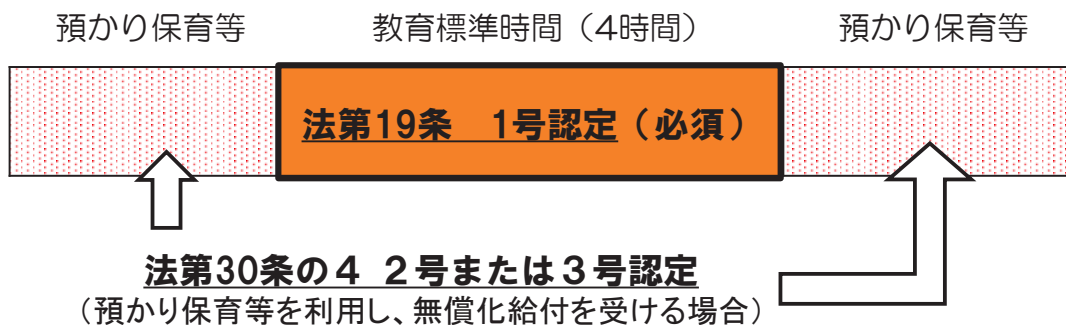 預かり保育等 教育標準時間（4時間） 預かり保育等
法第19条 1号認定（必須）
法第30条の４ ２号または３号認定
（預かり保育等を利用し、無償化給付を受ける場合）